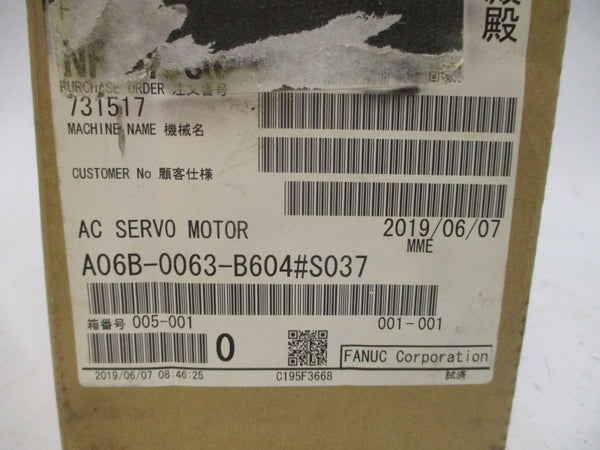 殿
PURCHASE ORDER 注文番号
731517
MACHINE NAME 機械名
CUSTOMER No 顧客仕様
AC SERVO MOTOR 2019/06/07
MME
A06B-0063-B604#S037
箱番号 005-001 001-001
0 FANUC Corporation
2019/06/07 08:46:25 C195F3668 試済